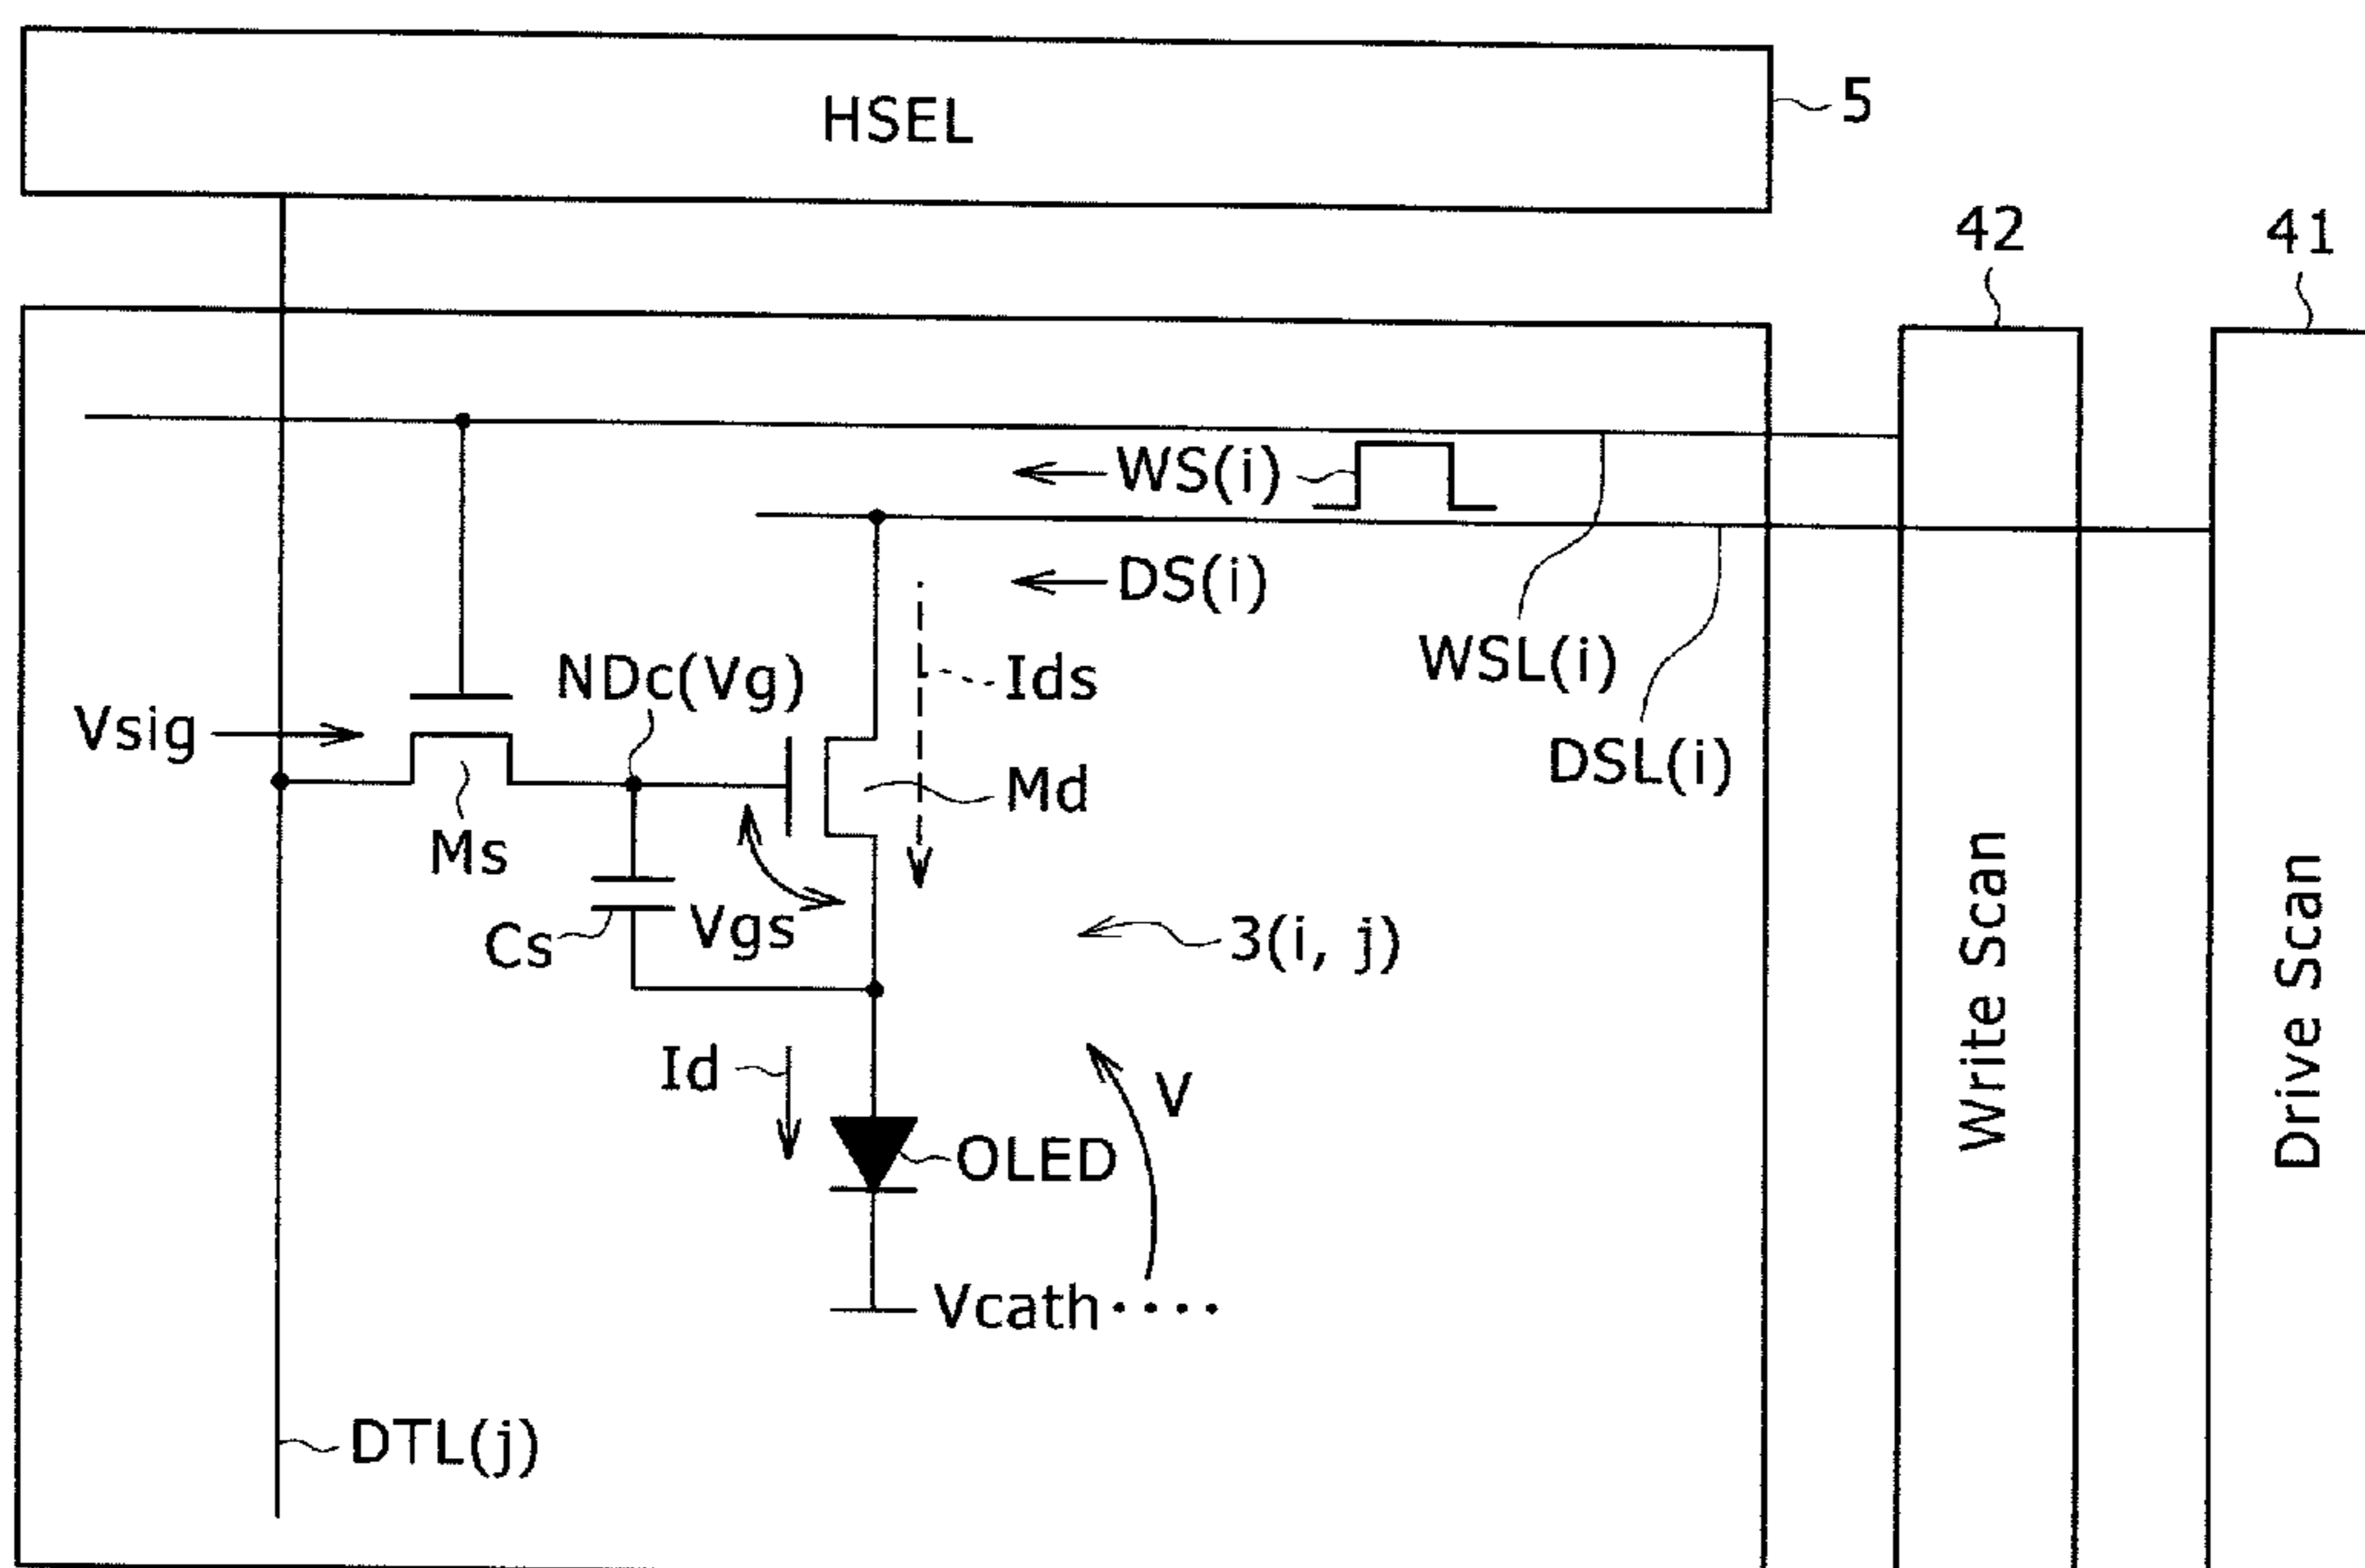 HSEL
5
42
41
WS(i)
DS(i)
WSL(i)
NDc(Vg)
Ids
Vsig
DSL(i)
Md
Ms
Vgs
Cs
3(i, j)
Id
V
OLED
Vcath
DTL(j)
Write Scan
Drive Scan